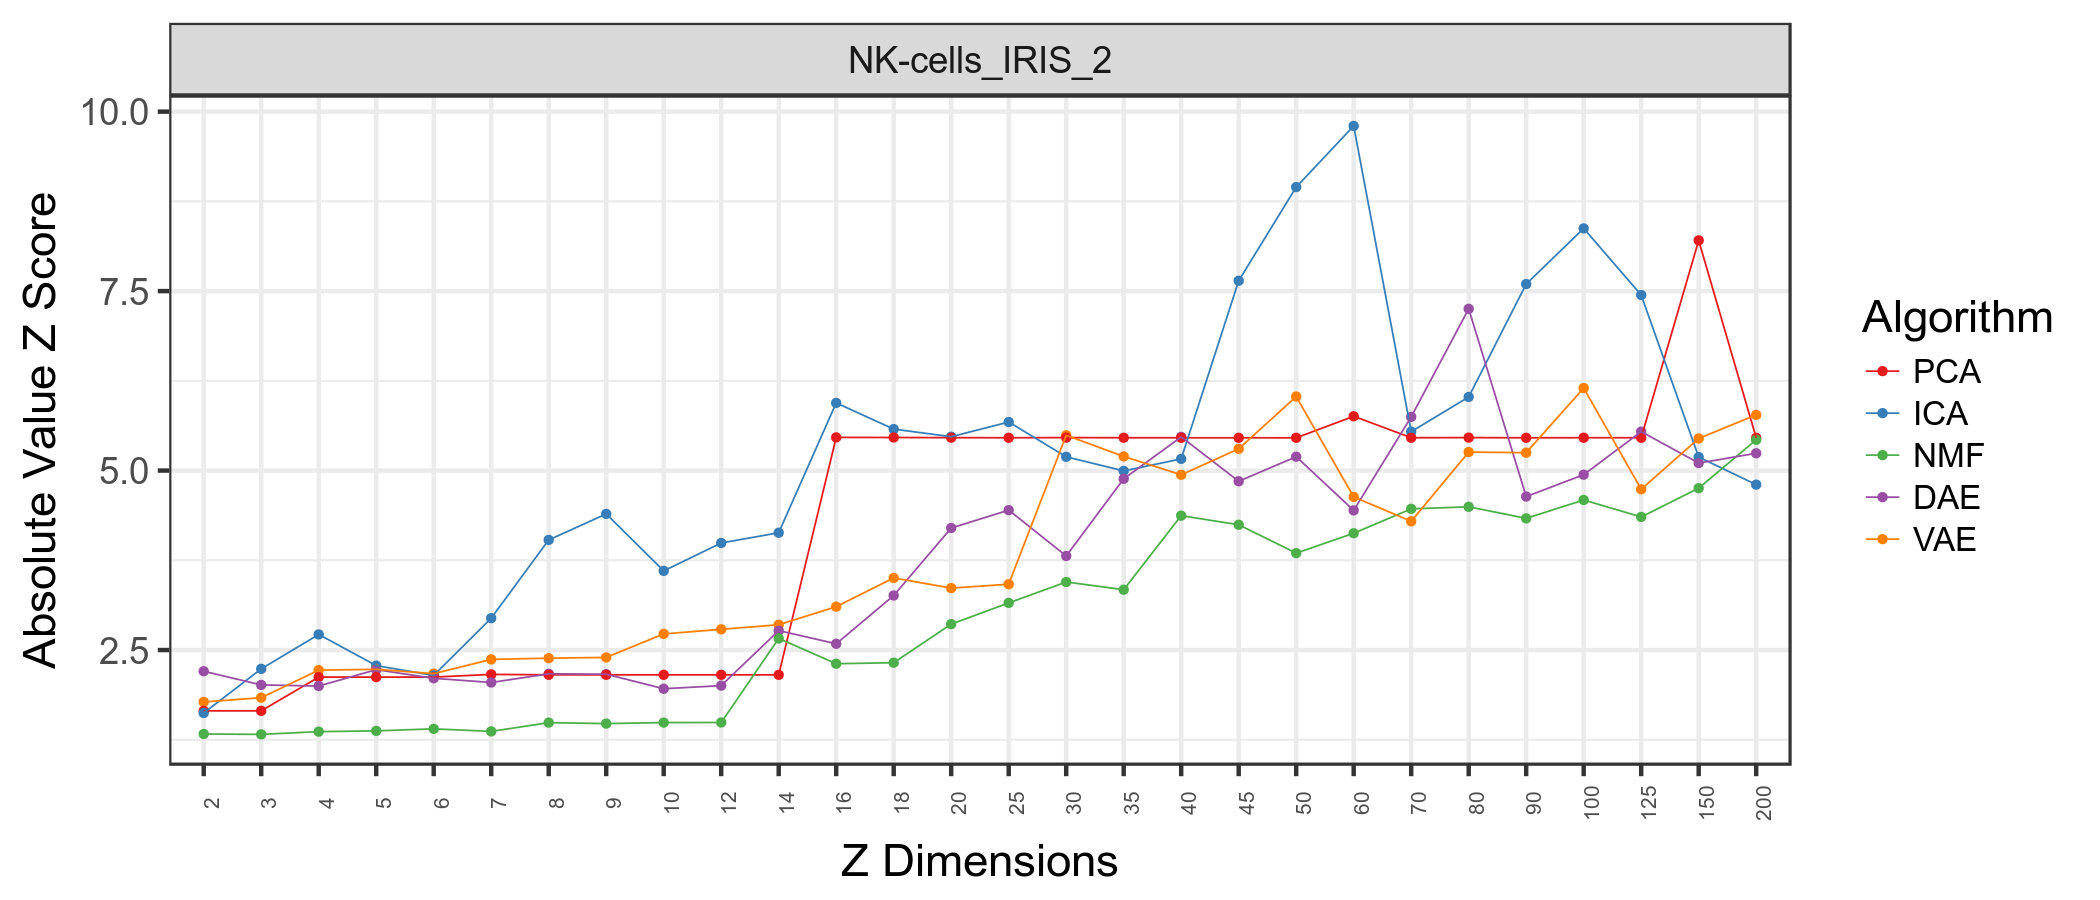 NK-cells_IRIS_2
10.0
7.5
5.0
2.5
Absolute Value Z Score
2 3 4 5 6 7 8 9 10 12 14 16 18 20 25 30 35 40 45 50 60 70 80 90 100 125 150 200
Z Dimensions
Algorithm
PCA
ICA
NMF
DAE
VAE